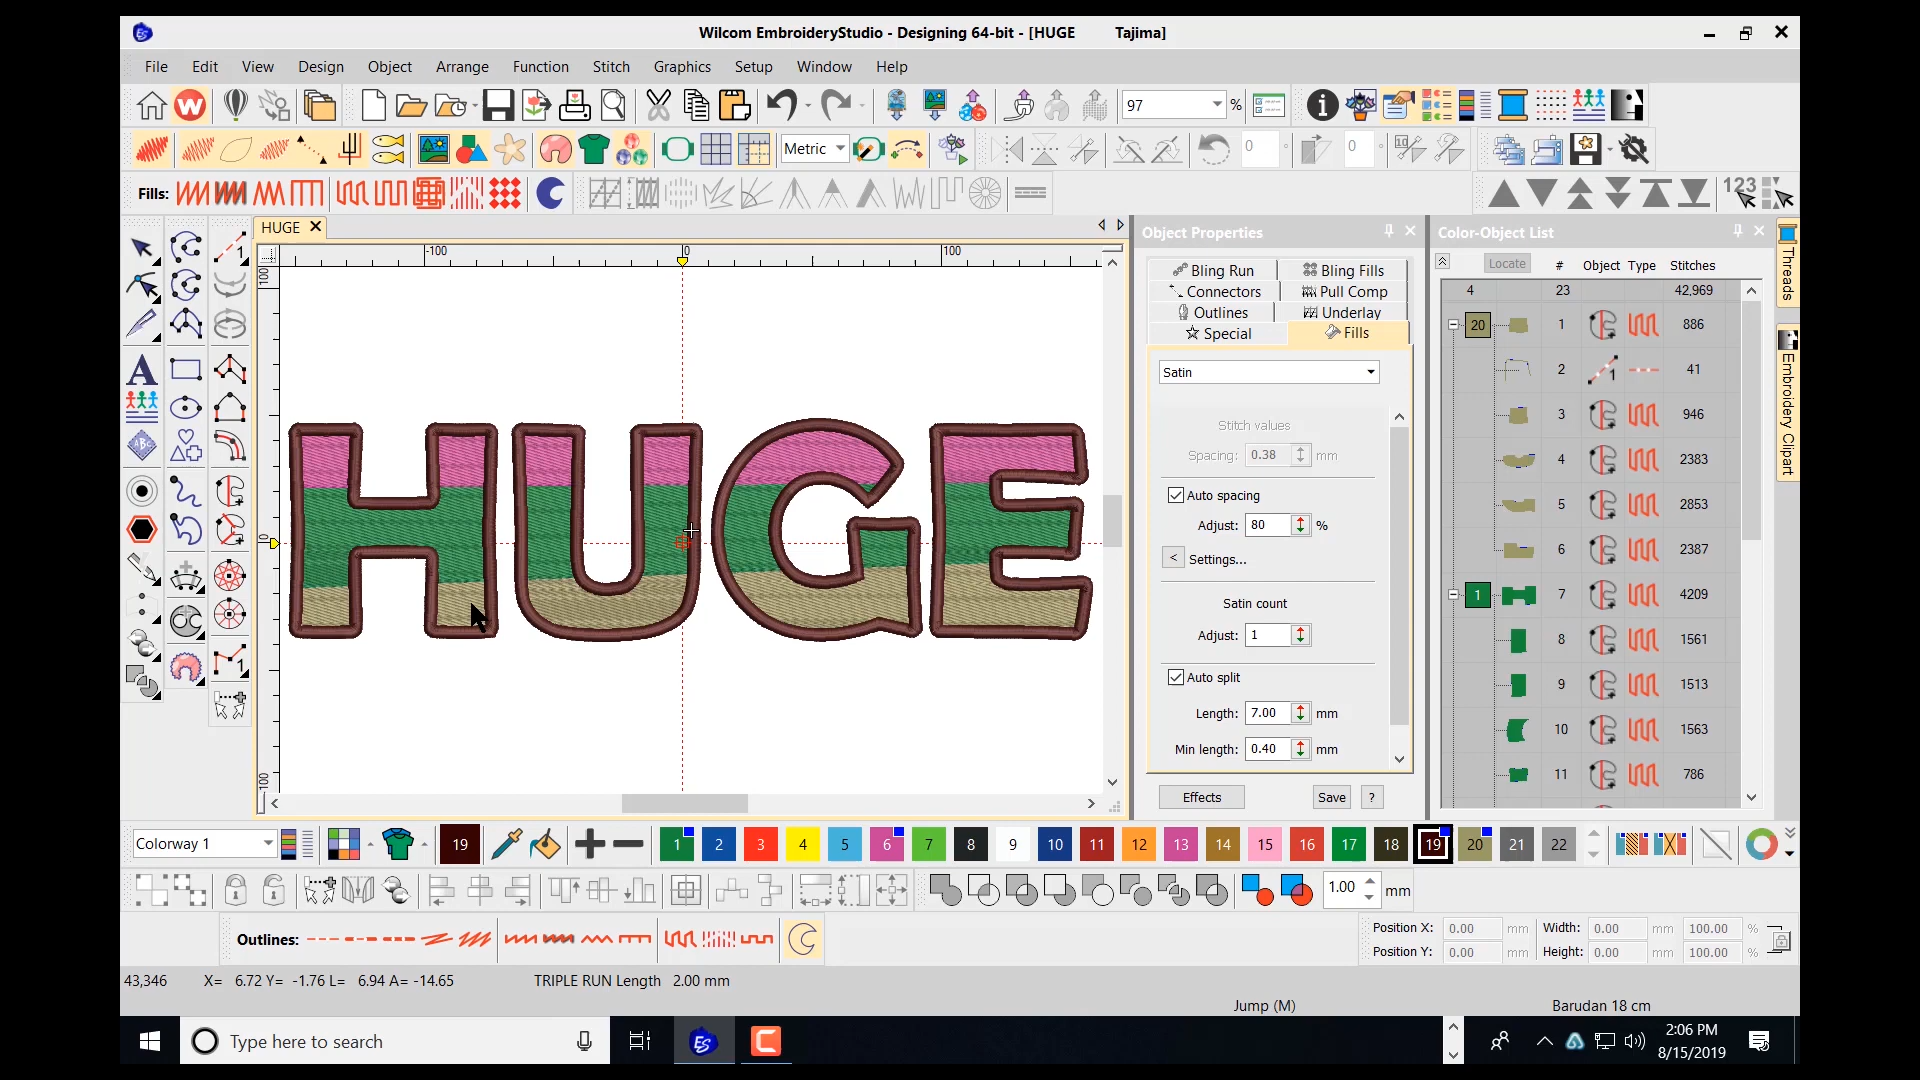 Wilcom EmbroideryStudio - Designing 64-bit - [HUGE Tajima]
File Edit View Design Object Arrange Function Stitch Graphics Setup Window Help
97 %
Metric 0 ° 0 °
Fills: 123
HUGE
Object Properties
Color-Object List
-100 0 100
100
0
100
HUGE
Bling Run Bling Fills
Connectors Pull Comp
Outlines Underlay
Special Fills
Satin
Stitch values
Spacing: 0.38 mm
Auto spacing
Adjust: 80 %
< Settings...
Satin count
Adjust: 1
Auto split
Length: 7.00 mm
Min length: 0.40 mm
Effects Save ?
Locate # Object Type Stitches
4 23 42,969
20 1 886
2 41
3 946
4 2383
5 2853
6 2387
1 7 4209
8 1561
9 1513
10 1563
11 786
Threads
Embroidery Clipart
Colorway 1 19 1 2 3 4 5 6 7 8 9 10 11 12 13 14 15 16 17 18 19 20 21 22
1.00 mm
Outlines:
Position X: 0.00 mm Width: 0.00 mm 100.00 %
Position Y: 0.00 mm Height: 0.00 mm 100.00 %
43,346 X= 6.72 Y= -1.76 L= 6.94 A= -14.65 TRIPLE RUN Length 2.00 mm
Jump (M) Barudan 18 cm
Type here to search
2:06 PM
8/15/2019